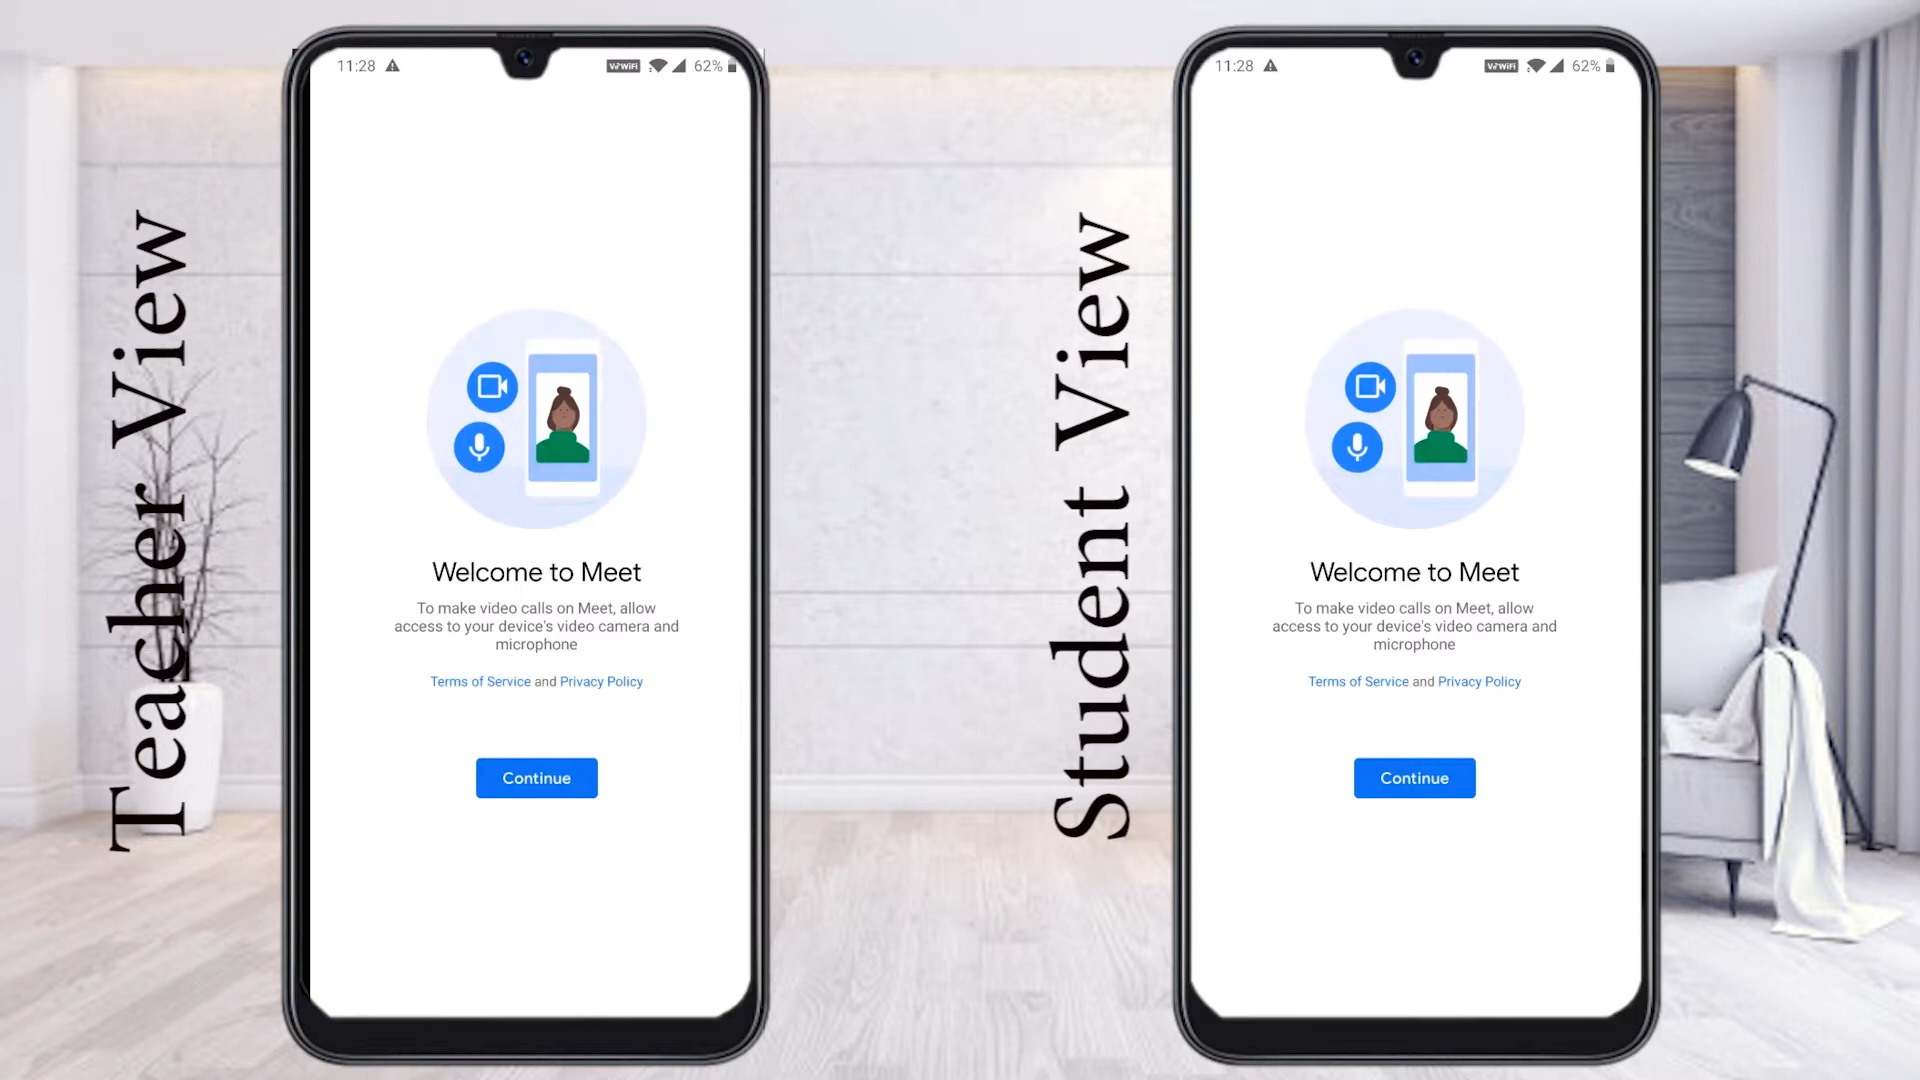 Teacher View
11:28
VoWiFi
62%
Welcome to Meet
To make video calls on Meet, allow
access to your device's video camera and
microphone
Terms of Service and Privacy Policy
Continue
Student View
11:28
VoWiFi
62%
Welcome to Meet
To make video calls on Meet, allow
access to your device's video camera and
microphone
Terms of Service and Privacy Policy
Continue